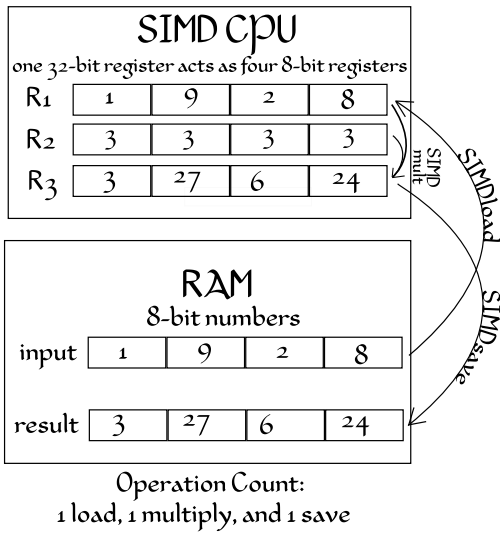 SIMD CPU
one 32-bit register acts as four 8-bit registers
R1 1 9 2 8
R2 3 3 3 3
R3 3 27 6 24
SIMD
mult
SIMDload
RAM
8-bit numbers
input 1 9 2 8
SIMDsave
result 3 27 6 24
Operation Count:
1 load, 1 multiply, and 1 save